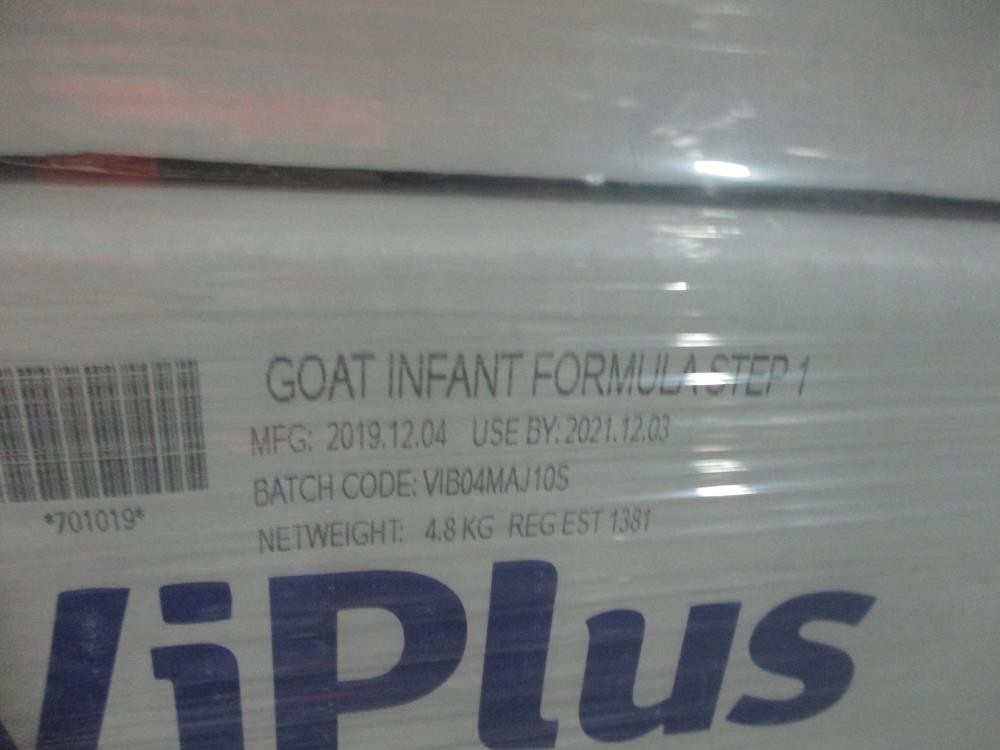 GOAT INFANT FORMULA STEP 1
MFG: 2019.12.04 USE BY: 2021.12.03
BATCH CODE: VIB04MAJ10S
*701019*
NETWEIGHT: 4.8 KG REG EST 1381
ViPlus